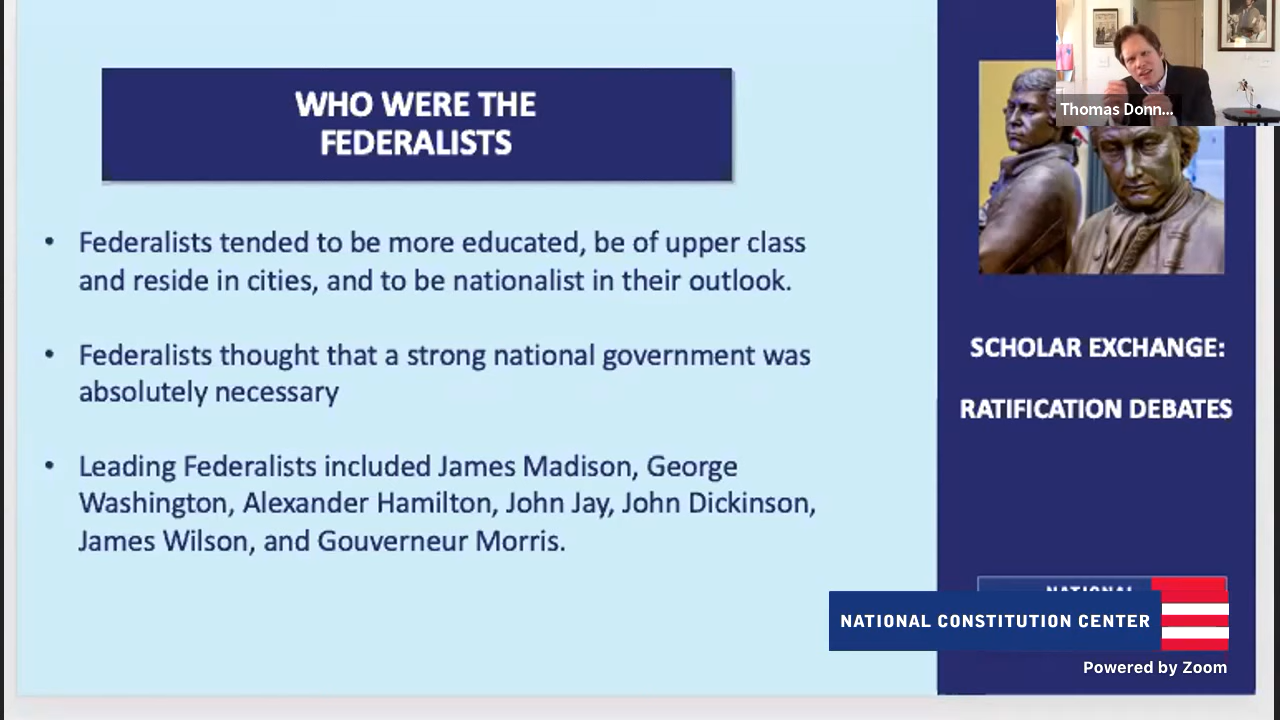 WHO WERE THE
FEDERALISTS
• Federalists tended to be more educated, be of upper class
and reside in cities, and to be nationalist in their outlook.
• Federalists thought that a strong national government was
absolutely necessary
• Leading Federalists included James Madison, George
Washington, Alexander Hamilton, John Jay, John Dickinson,
James Wilson, and Gouverneur Morris.
Thomas Donn...
SCHOLAR EXCHANGE:
RATIFICATION DEBATES
NATIONAL
NATIONAL CONSTITUTION CENTER
Powered by Zoom